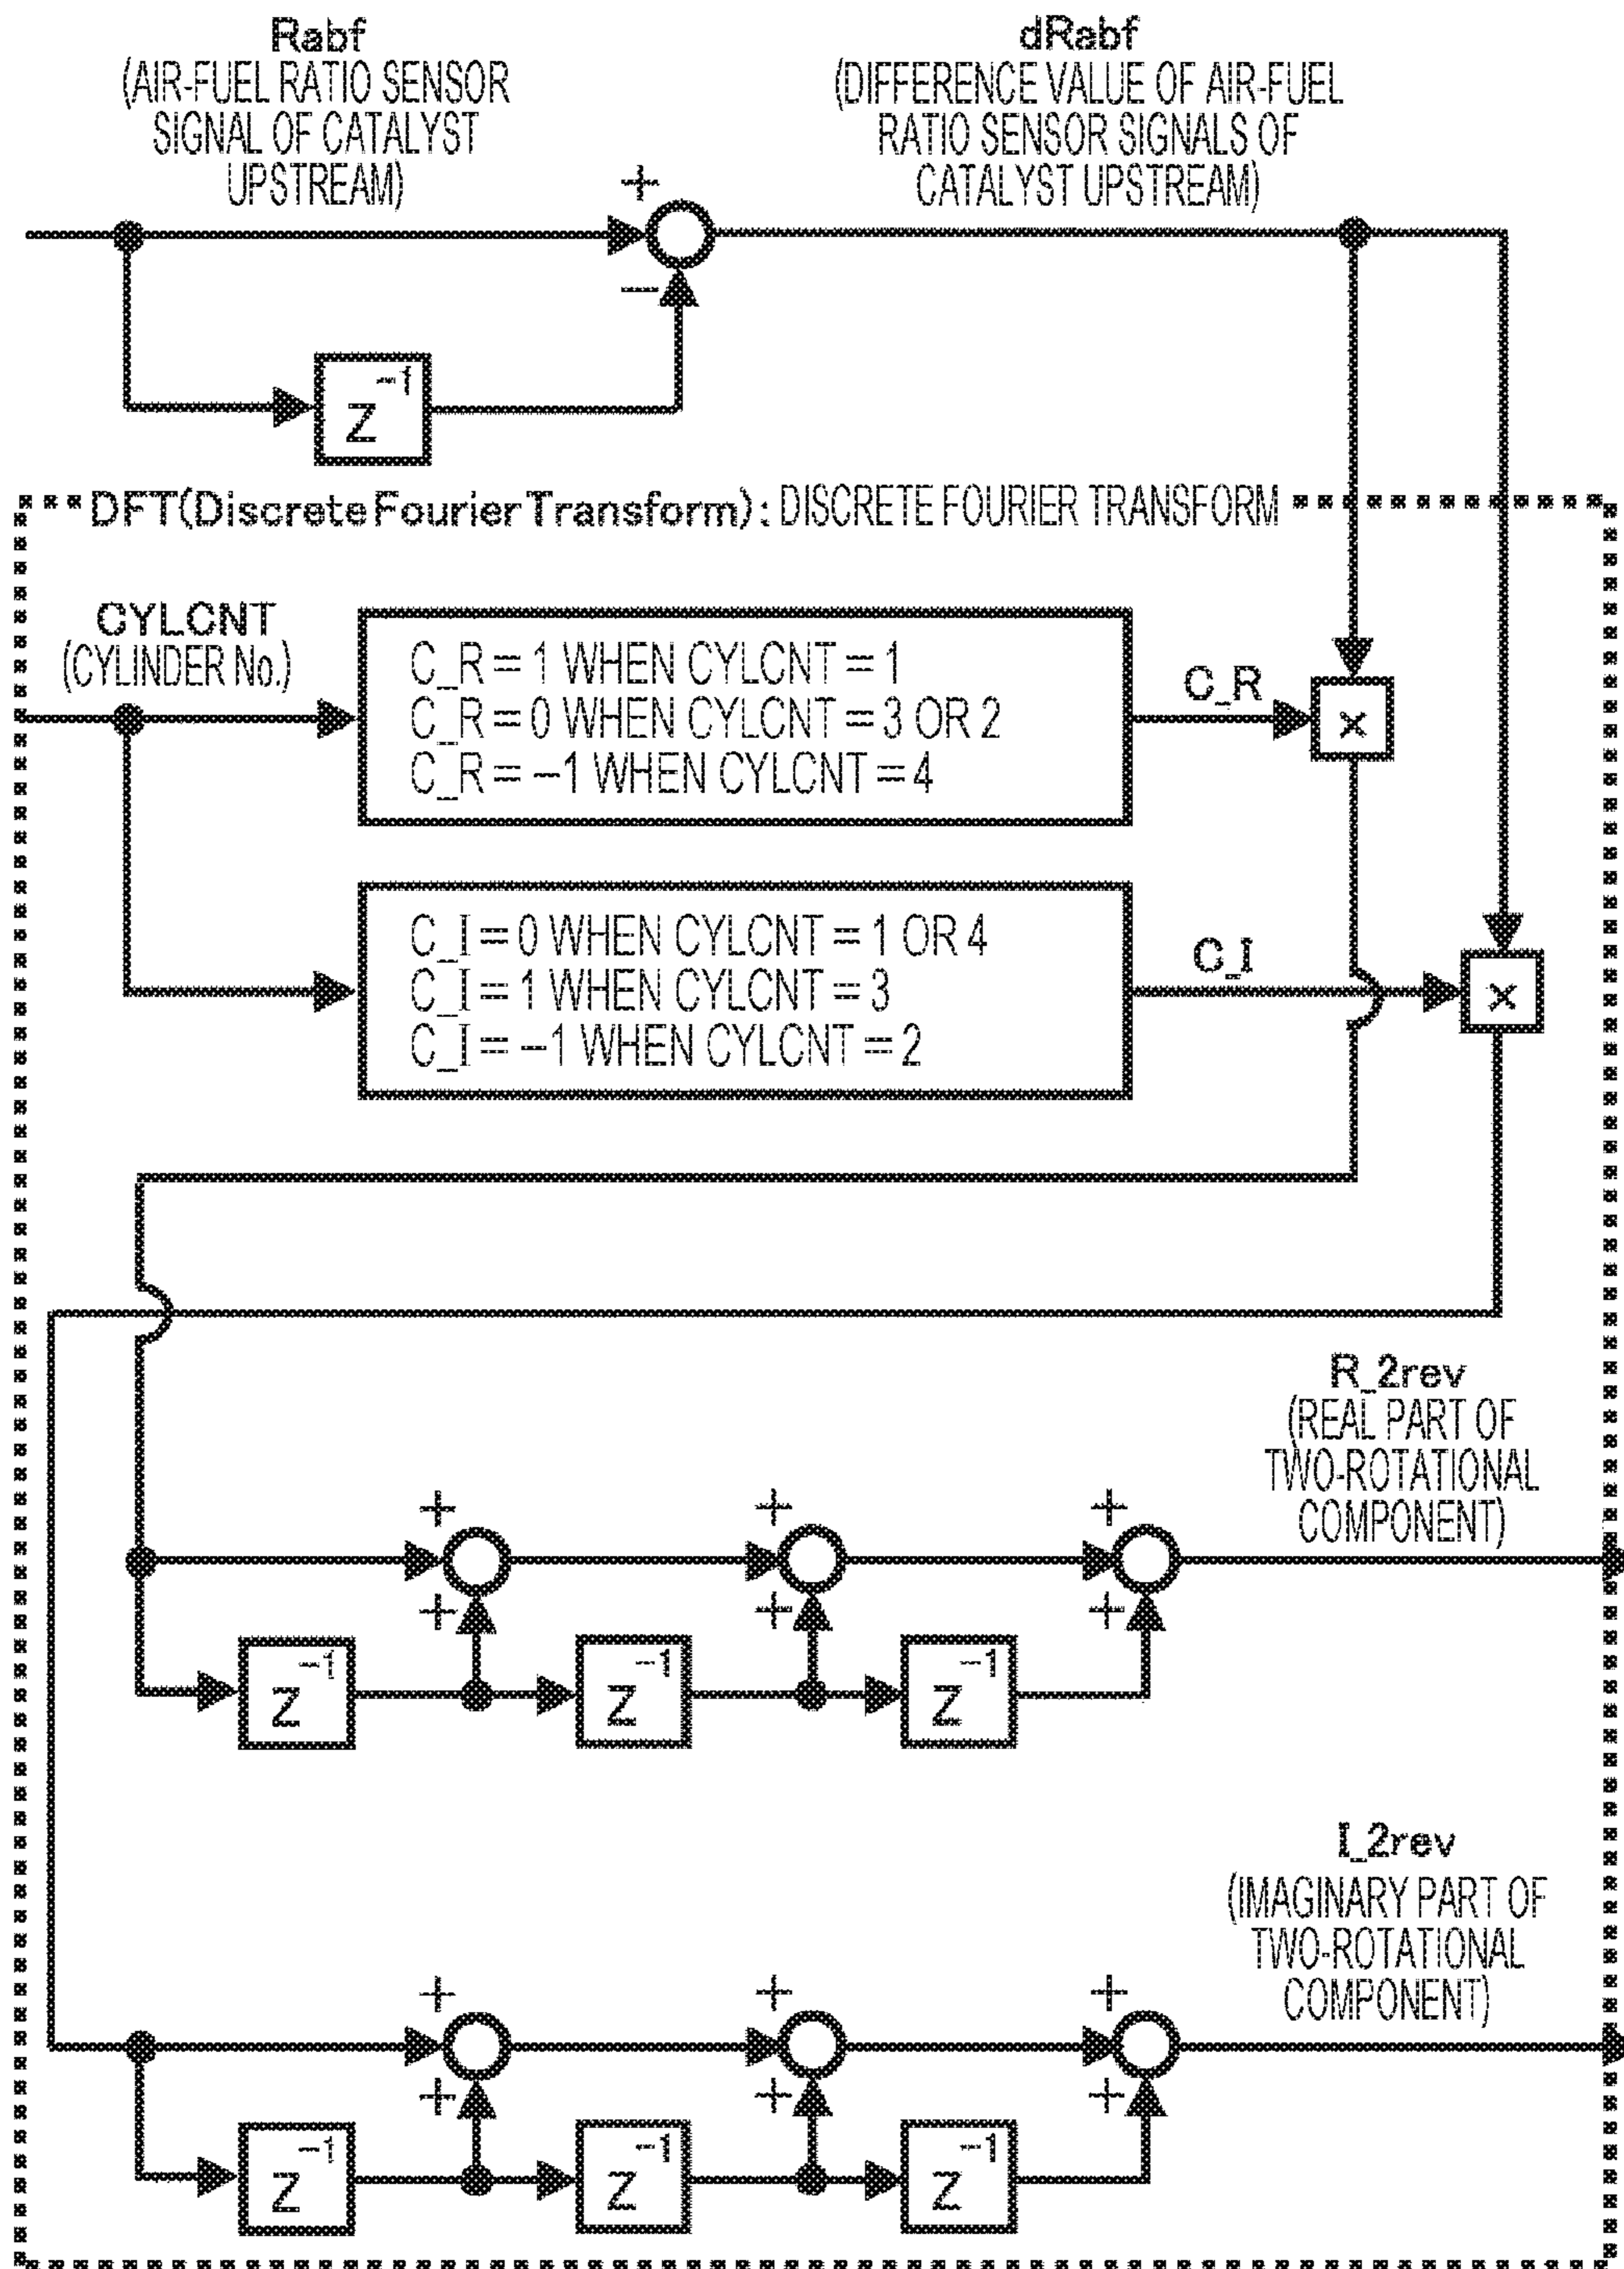 Rabf
(AIR-FUEL RATIO SENSOR
SIGNAL OF CATALYST
UPSTREAM)
dRabf
(DIFFERENCE VALUE OF AIR-FUEL
RATIO SENSOR SIGNALS OF
CATALYST UPSTREAM)
+
−
Z⁻¹
DFT(Discrete Fourier Transform): DISCRETE FOURIER TRANSFORM
CYLCNT
(CYLINDER No.)
C_R = 1 WHEN CYLCNT = 1
C_R = 0 WHEN CYLCNT = 3 OR 2
C_R = −1 WHEN CYLCNT = 4
C_R
×
C_I = 0 WHEN CYLCNT = 1 OR 4
C_I = 1 WHEN CYLCNT = 3
C_I = −1 WHEN CYLCNT = 2
C_I
×
R_2rev
(REAL PART OF
TWO-ROTATIONAL
COMPONENT)
+ + +
+ + +
Z⁻¹ Z⁻¹ Z⁻¹
I_2rev
(IMAGINARY PART OF
TWO-ROTATIONAL
COMPONENT)
+ + +
+ + +
Z⁻¹ Z⁻¹ Z⁻¹